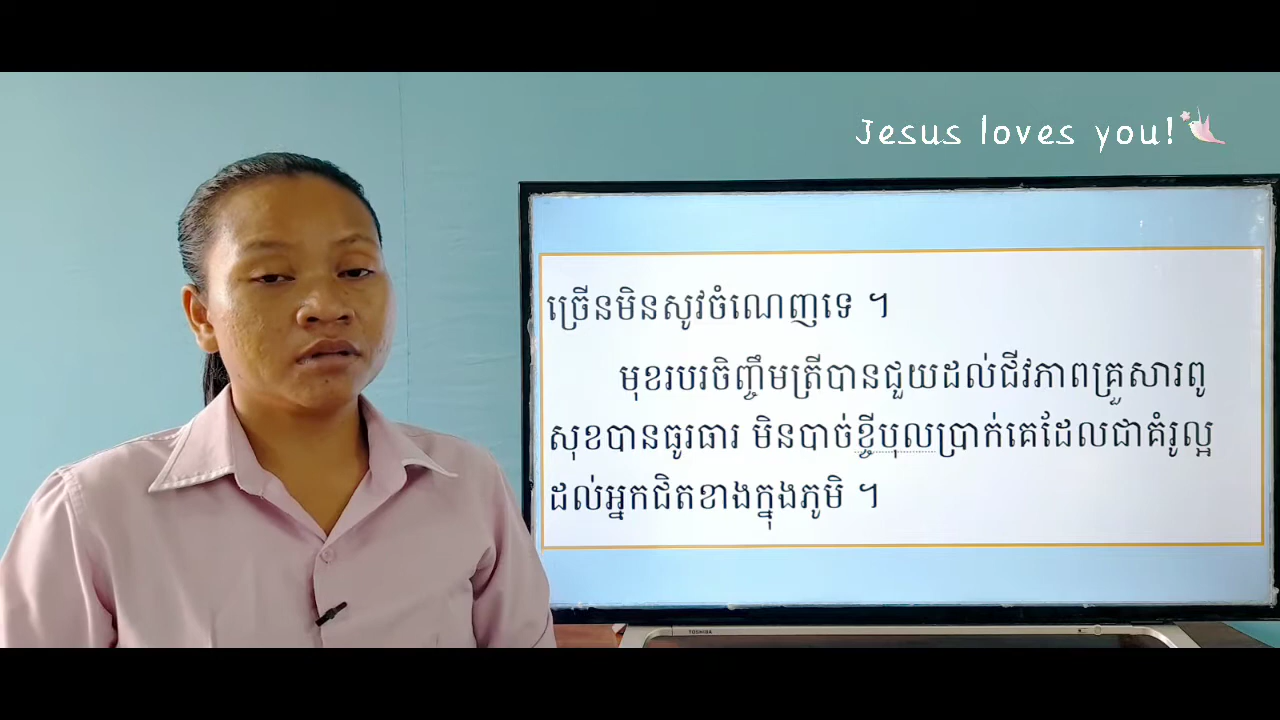 Jesus loves you!
ច្រើនមិនសូវចំណេញទេ ។
មុខរបរចិញ្ចឹមត្រីបានជួយដល់ជីវភាពគ្រួសារពូ
សុខបានធូរធារ មិនបាច់ខ្ចីបុលប្រាក់គេដែលជាគំរូល្អ
ដល់អ្នកជិតខាងក្នុងភូមិ ។
TOSHIBA